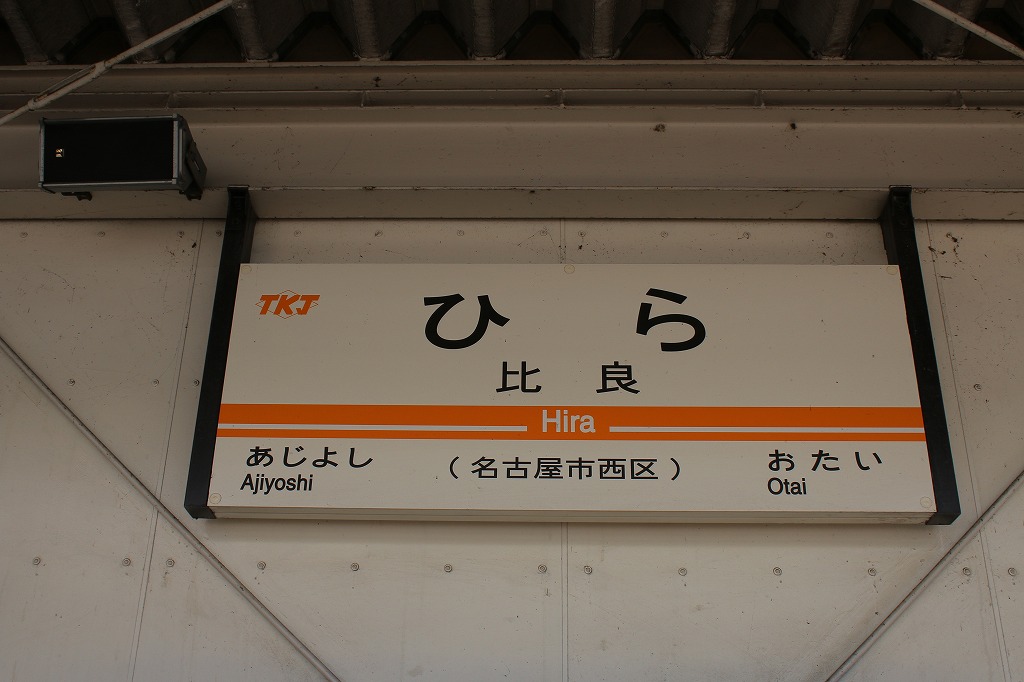 TKJ
ひら
比良
Hira
あじよし
Ajiyoshi
(名古屋市西区)
おたい
Otai